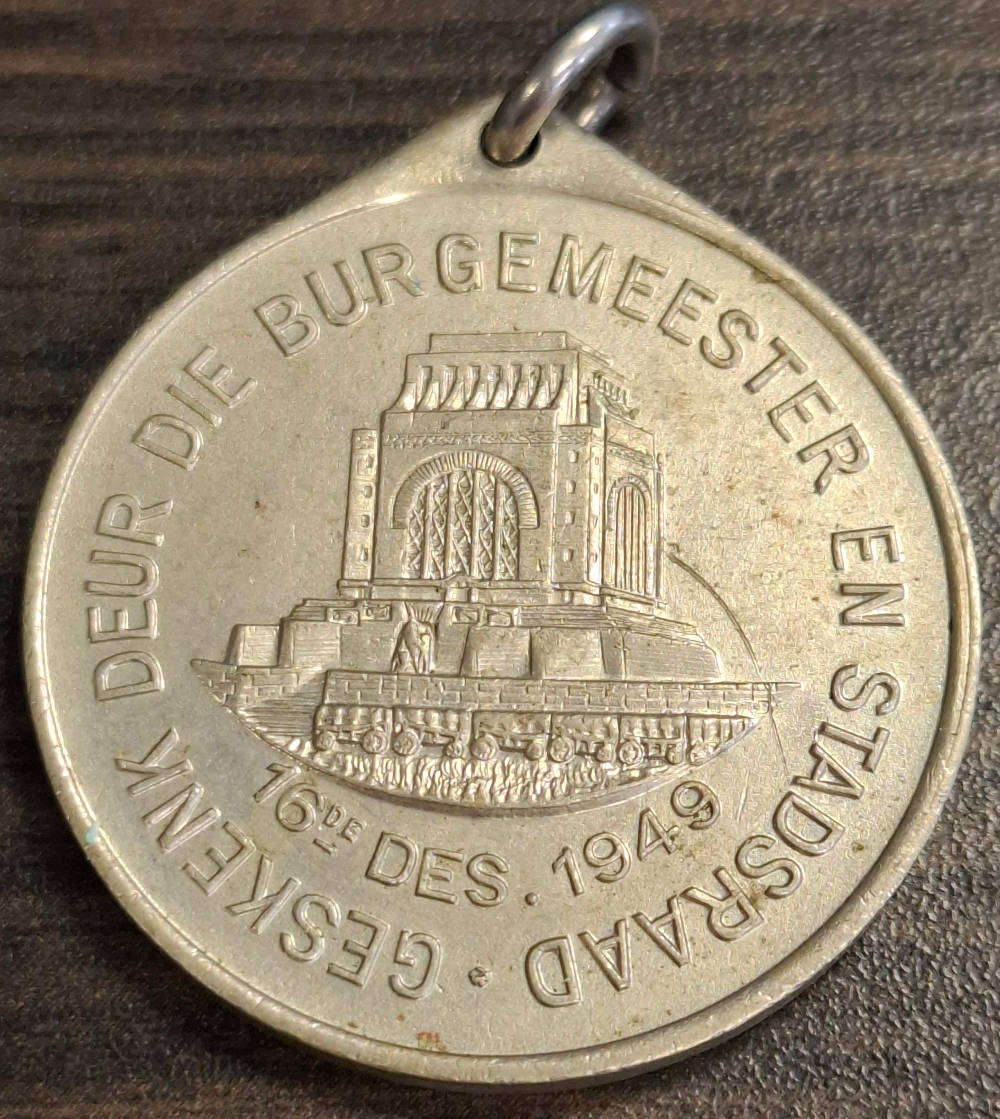 GESKENK DEUR DIE BURGEMEESTER EN STADSRAAD ·
16DE DES. 1949